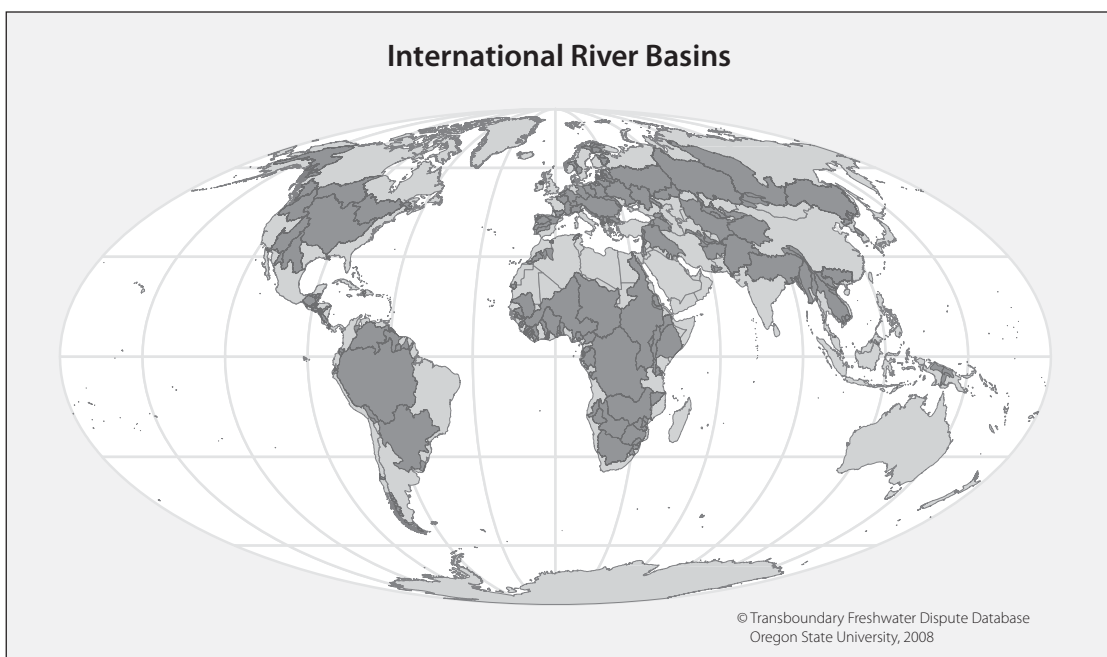 International River Basins
© Transboundary Freshwater Dispute Database
Oregon State University, 2008